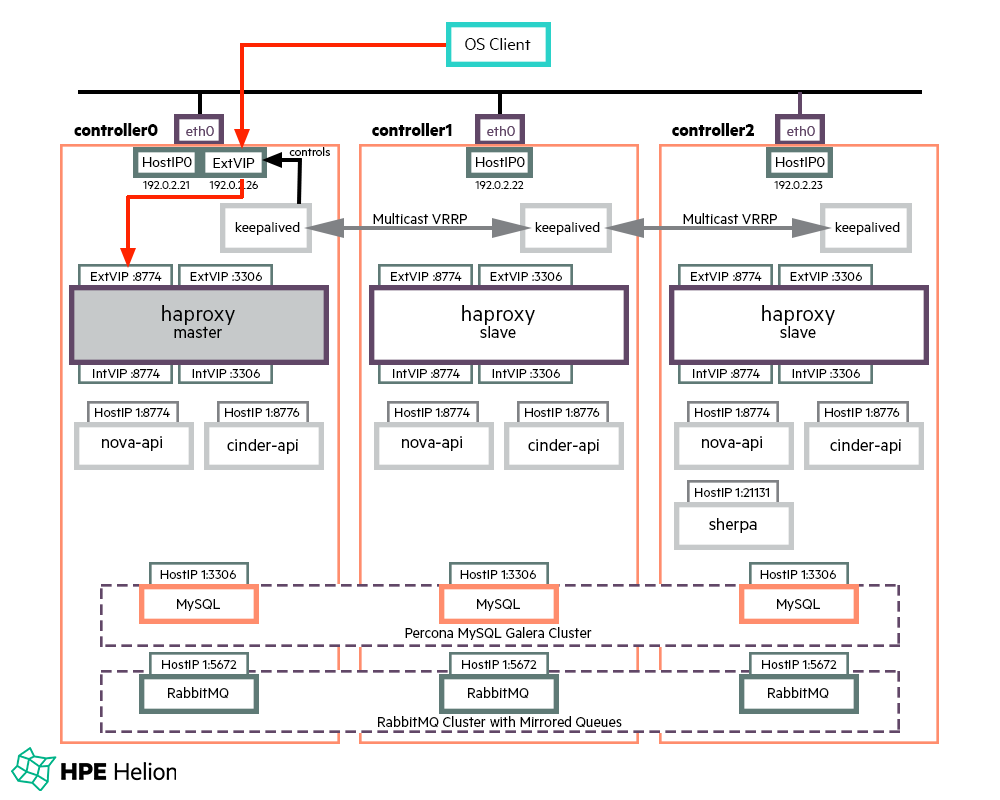 OS Client
controller0
eth0
controller1
eth0
controller2
eth0
HostIP0
ExtVIP
controls
HostIP0
HostIP0
192.0.2.21
192.0.2.26
192.0.2.22
192.0.2.23
keepalived
Multicast VRRP
keepalived
Multicast VRRP
keepalived
ExtVIP :8774
ExtVIP :3306
ExtVIP :8774
ExtVIP :3306
ExtVIP :8774
ExtVIP :3306
haproxy
master
haproxy
slave
haproxy
slave
IntVIP :8774
IntVIP :3306
IntVIP :8774
IntVIP :3306
IntVIP :8774
IntVIP :3306
HostIP 1:8774
HostIP 1:8776
HostIP 1:8774
HostIP 1:8776
HostIP 1:8774
HostIP 1:8776
nova-api
cinder-api
nova-api
cinder-api
nova-api
cinder-api
HostIP 1:21131
sherpa
HostIP 1:3306
HostIP 1:3306
HostIP 1:3306
MySQL
MySQL
MySQL
Percona MySQL Galera Cluster
HostIP 1:5672
HostIP 1:5672
HostIP 1:5672
RabbitMQ
RabbitMQ
RabbitMQ
RabbitMQ Cluster with Mirrored Queues
HPE Helion